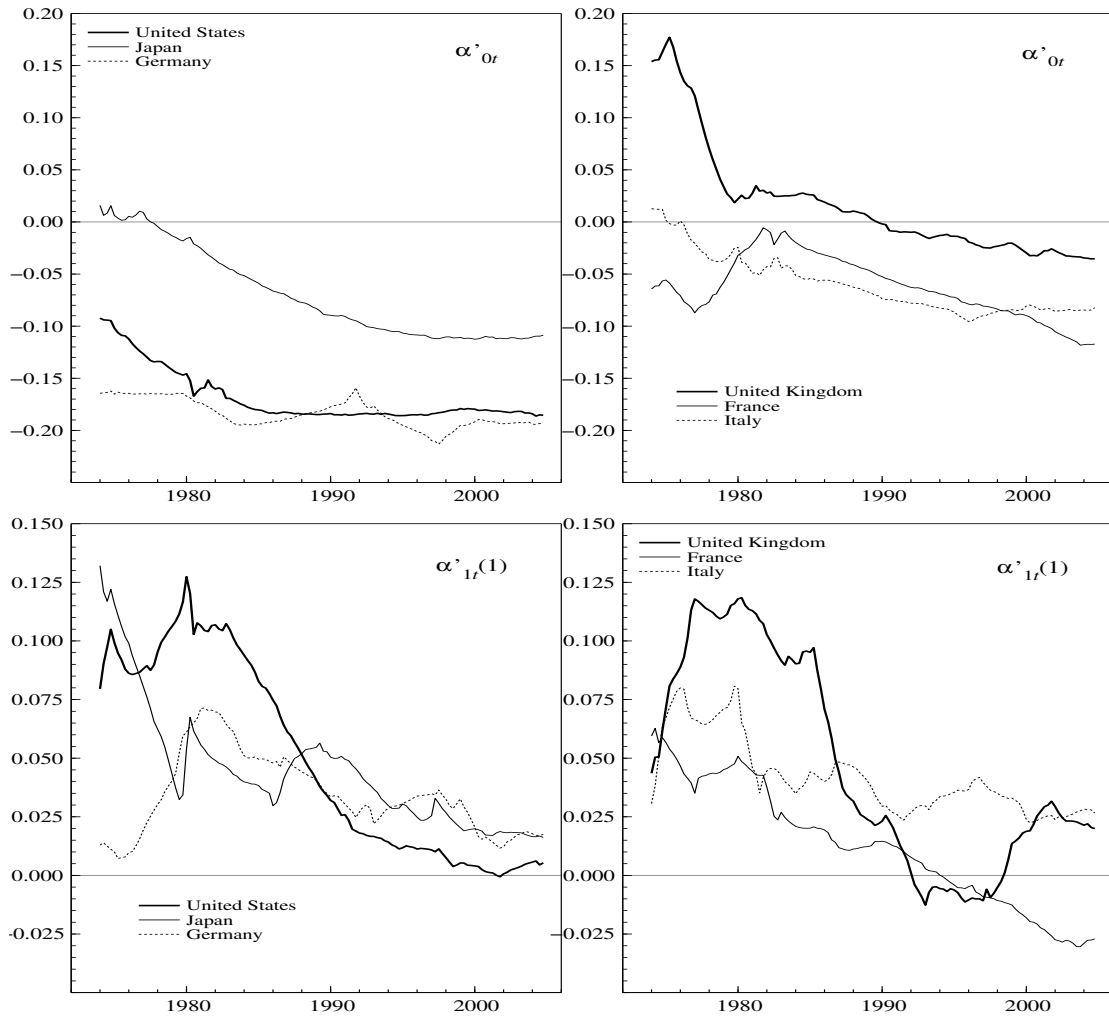 0.20
0.15
0.10
0.05
0.00
−0.05
−0.10
−0.15
−0.20
1980 1990 2000
United States
Japan
Germany
α’0t
0.20
0.15
0.10
0.05
0.00
−0.05
−0.10
−0.15
−0.20
1980 1990 2000
α’0t
United Kingdom
France
Italy
0.150
0.125
0.100
0.075
0.050
0.025
0.000
-0.025
1980 1990 2000
α’1t(1)
United States
Japan
Germany
0.150
0.125
0.100
0.075
0.050
0.025
0.000
−0.025
1980 1990 2000
United Kingdom
France
Italy
α’1t(1)